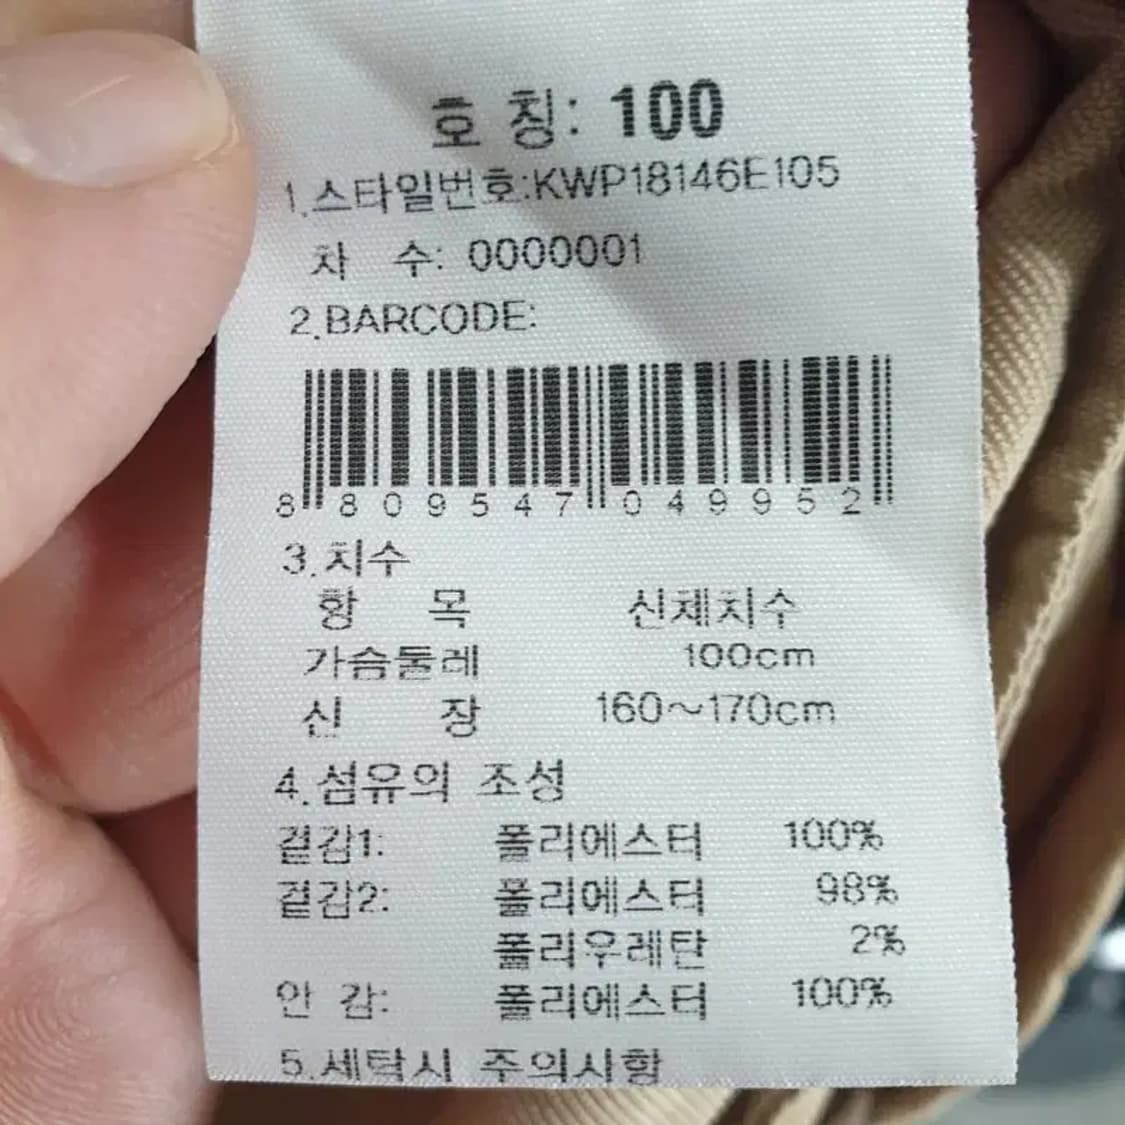 호 칭: 100
1.스타일번호:KWP18146E105
차 수: 0000001
2.BARCODE:
8 809547 049952
3.치수
항 목 신체치수
가슴둘레 100cm
신 장 160~170cm
4.섬유의 조성
겉감1: 폴리에스터 100%
겉감2: 폴리에스터 98%
폴리우레탄 2%
안 감: 폴리에스터 100%
5.세탁시 주의사항